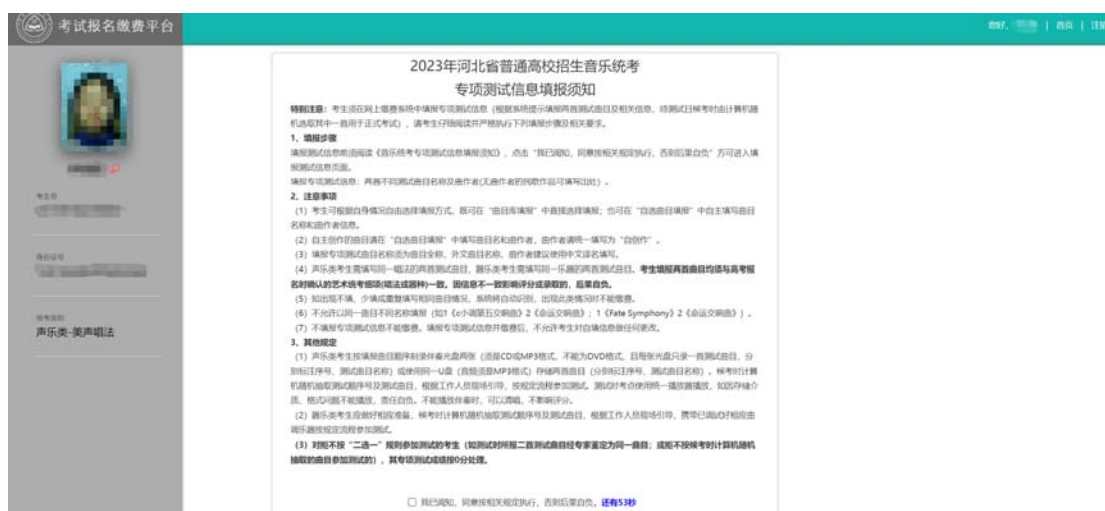 考试报名缴费平台
您好， | 首页 | 注销
2023年河北省普通高校招生音乐统考
专项测试信息填报须知
特别注意：考生须在网上缴费系统中填报专项测试信息（根据系统提示填报两首测试曲目及相关信息，待测试日候考时由计算机随
机选取其中一首用于正式考试），请考生仔细阅读并严格执行下列填报步骤及相关要求。
1、填报步骤
填报测试信息前须阅读《音乐统考专项测试信息填报须知》，点击“我已阅知，同意按相关规定执行，否则后果自负”方可进入填
报测试信息页面。
填报专项测试信息：两首不同测试曲目名称及曲作者(无曲作者的民歌作品可填写出处)。
2、注意事项
（1）考生可根据自身情况自由选择填报方式，既可在“曲目库填报”中直接选择填报；也可在“自选曲目填报”中自主填写曲目
名称和曲作者信息。
（2）自主创作的曲目请在“自选曲目填报”中填写曲目名和曲作者，曲作者请统一填写为“自创作”。
（3）填报专项测试曲目名称须为曲目全称，外文曲目名称、曲作者建议使用中文译名填写。
（4）声乐类考生需填写同一唱法的两首测试曲目，器乐类考生需填写同一乐器的两首测试曲目。考生填报两首曲目均须与高考报
名时确认的艺术统考细项(唱法或器种)一致。因信息不一致影响评分或录取的，后果自负。
（5）如出现不填、少填或重复填写相同曲目情况，系统将自动识别，出现此类情况时不能缴费。
（6）不允许以同一曲目不同名称填报（如1《c小调第五交响曲》2《命运交响曲》；1《Fate Symphony》2《命运交响曲》）。
（7）不填报专项测试信息不能缴费。填报专项测试信息并缴费后，不允许考生对自填信息做任何更改。
3、其他规定
（1）声乐类考生按填报曲目顺序刻录伴奏光盘两张（须是CD或MP3格式，不能为DVD格式，且每张光盘只录一首测试曲目，分
别标注序号、测试曲目名称）或使用同一U盘（音频须是MP3格式）存储两首曲目（分别标注序号、测试曲目名称）。候考时计算
机随机抽取测试顺序号及测试曲目，根据工作人员现场引导，按规定流程参加测试。测试时考点使用统一播放器播放，如因存储介
质、格式问题不能播放，责任自负。不能播放伴奏时，可以清唱，不影响评分。
（2）器乐类考生应做好相应准备，候考时计算机随机抽取测试顺序号及测试曲目，根据工作人员现场引导，携带已调试好相应曲
调乐器按规定流程参加测试。
（3）对拒不按“二选一”规则参加测试的考生（如测试时所报二首测试曲目经专家鉴定为同一曲目；或拒不按候考时计算机随机
抽取的曲目参加测试的），其专项测试成绩按0分处理。
我已阅知，同意按相关规定执行，否则后果自负。还有53秒
考生号
身份证号
报考类别
声乐类-美声唱法